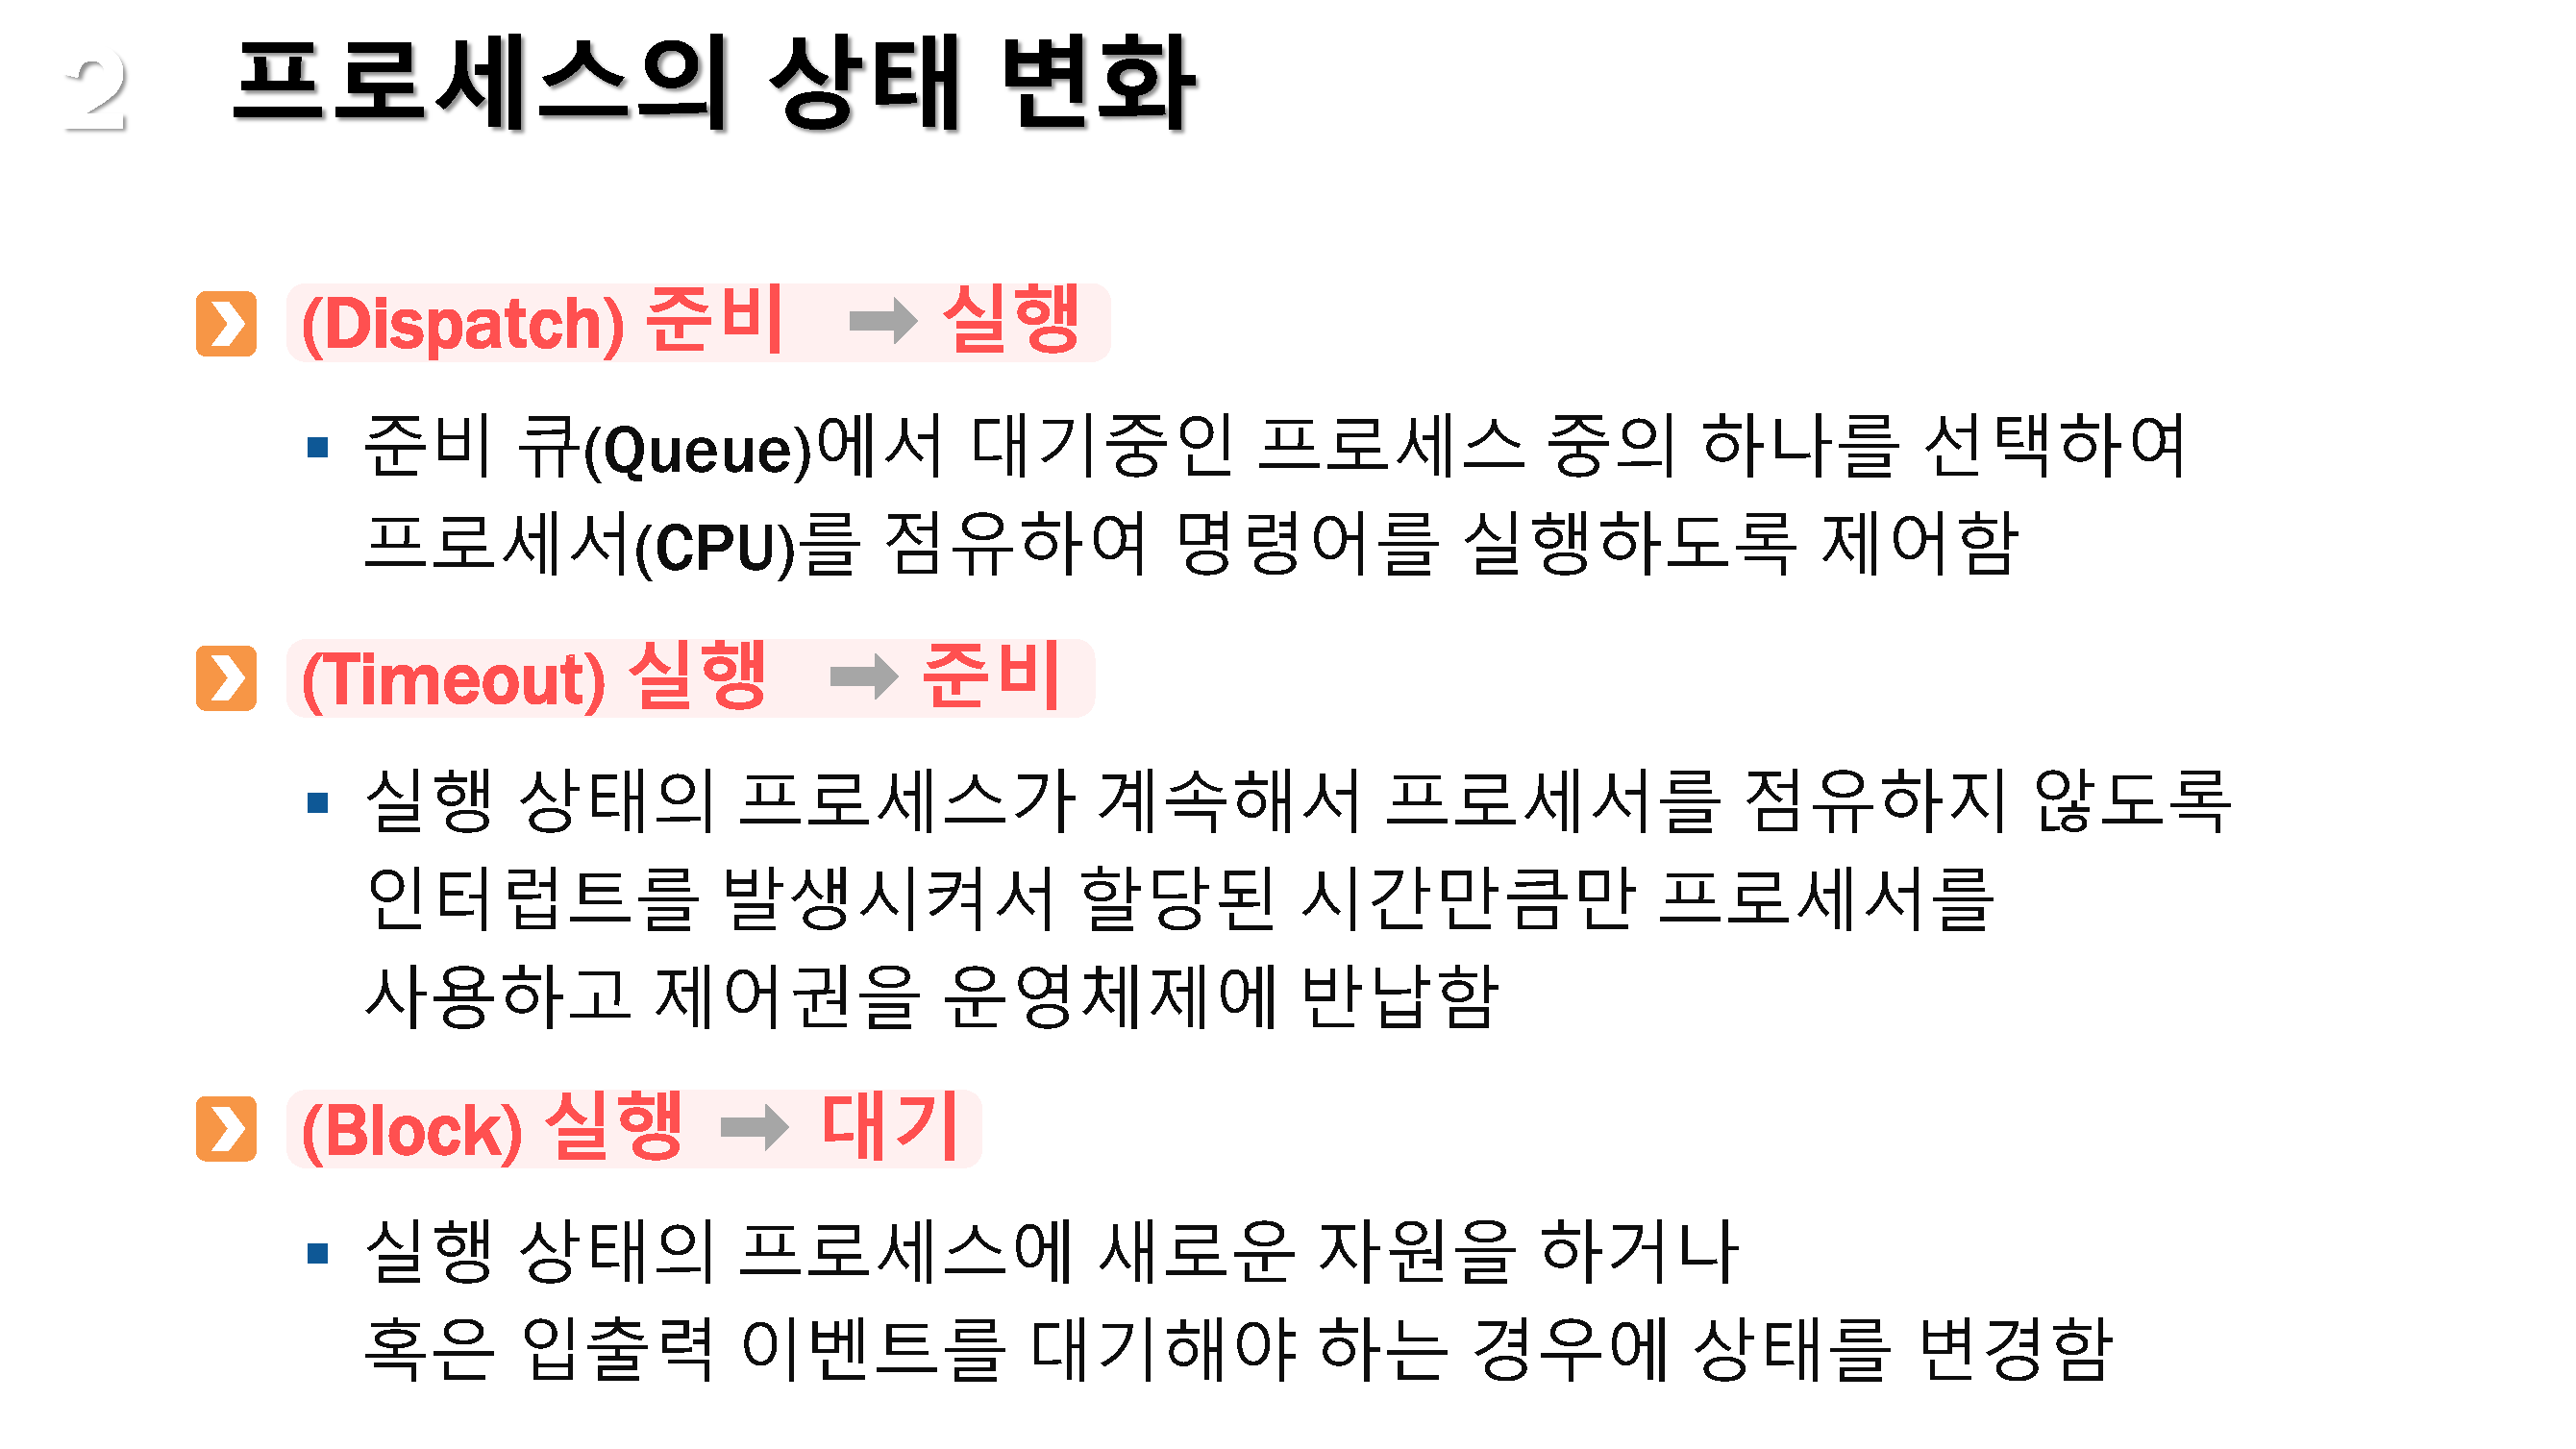 2 프로세스의 상태 변화
(Dispatch) 준비 ➡ 실행
▪ 준비 큐(Queue)에서 대기중인 프로세스 중의 하나를 선택하여
프로세서(CPU)를 점유하여 명령어를 실행하도록 제어함
(Timeout) 실행 ➡ 준비
▪ 실행 상태의 프로세스가 계속해서 프로세서를 점유하지 않도록
인터럽트를 발생시켜서 할당된 시간만큼만 프로세서를
사용하고 제어권을 운영체제에 반납함
(Block) 실행 ➡ 대기
▪ 실행 상태의 프로세스에 새로운 자원을 하거나
혹은 입출력 이벤트를 대기해야 하는 경우에 상태를 변경함